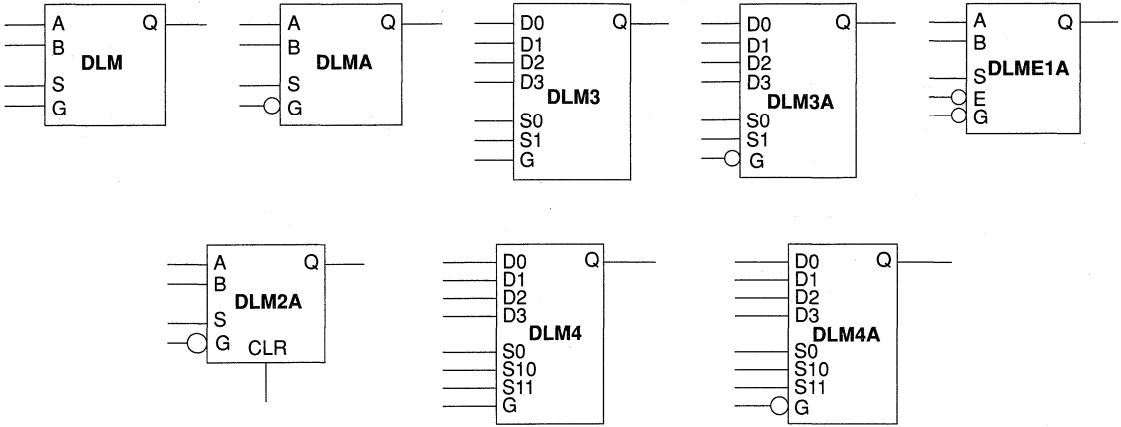 A Q
B
DLM
S
G
A Q
B
DLMA
S
G
D0 Q
D1
D2
D3
DLM3
S0
S1
G
D0 Q
D1
D2
D3
DLM3A
S0
S1
G
A Q
B
DLME1A
S
E
G
A Q
B
DLM2A
S
G
CLR
D0 Q
D1
D2
D3
DLM4
S0
S10
S11
G
D0 Q
D1
D2
D3
DLM4A
S0
S10
S11
G